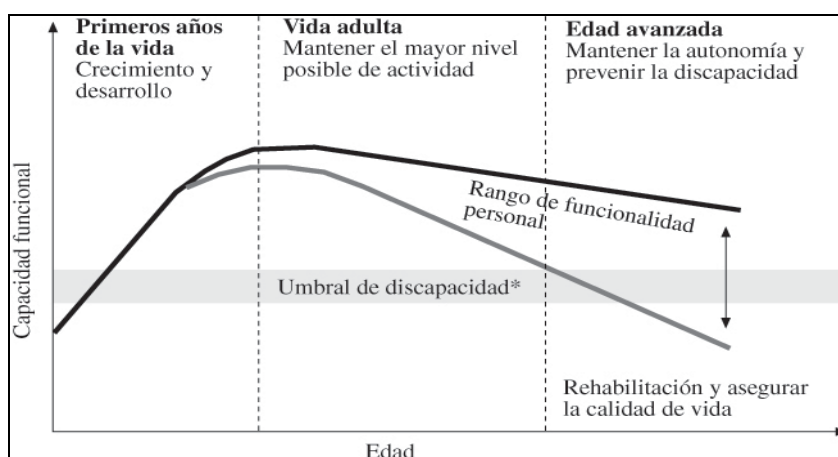 Primeros años
de la vida
Crecimiento y
desarrollo
Vida adulta
Mantener el mayor nivel
posible de actividad
Edad avanzada
Mantener la autonomía y
prevenir la discapacidad
Capacidad funcional
Rango de funcionalidad
personal
Umbral de discapacidad*
Rehabilitación y asegurar
la calidad de vida
Edad